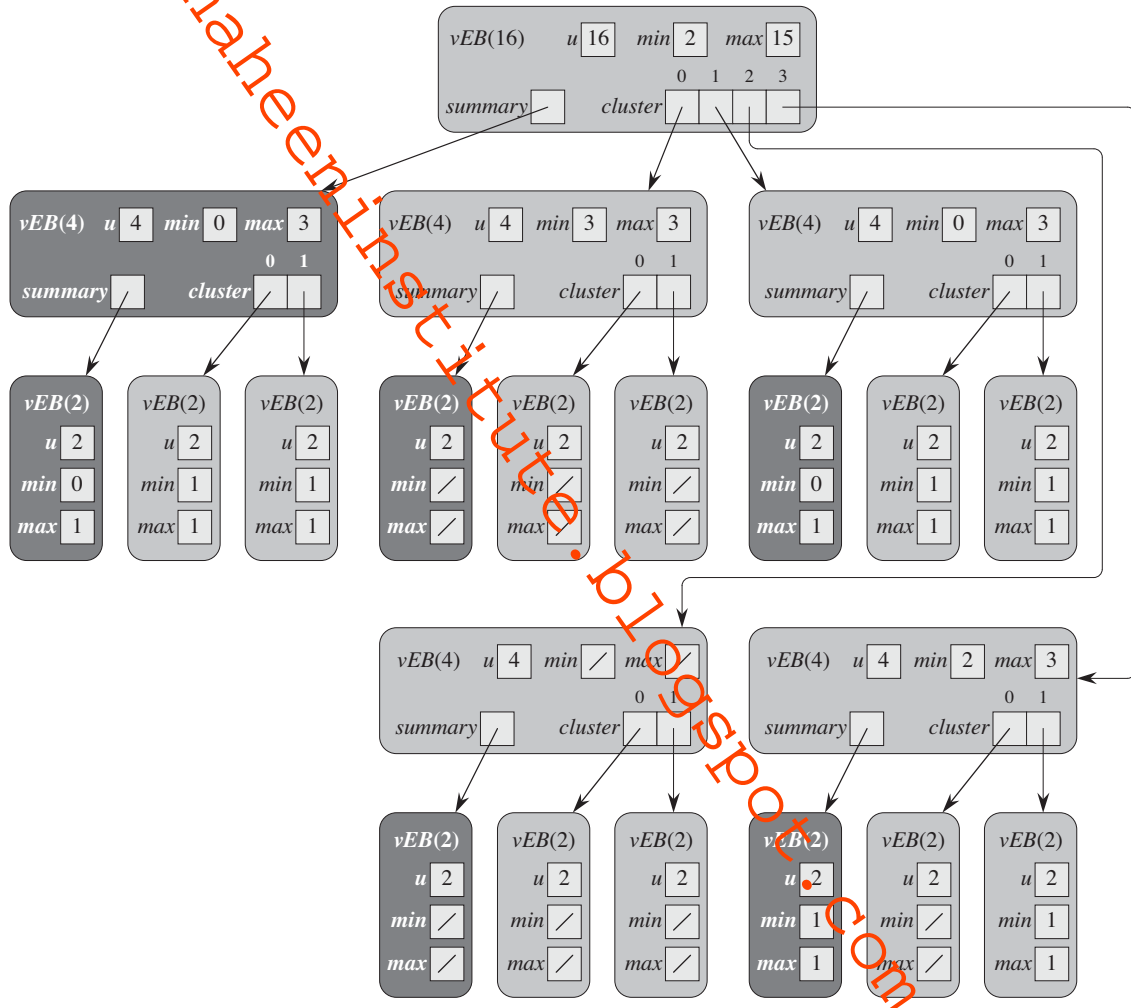 vEB(16) u 16 min 2 max 15
0 1 2 3
summary cluster
vEB(4) u 4 min 0 max 3
0 1
summary cluster
vEB(4) u 4 min 3 max 3
0 1
summary cluster
vEB(4) u 4 min 0 max 3
0 1
summary cluster
vEB(2)
u 2
min 0
max 1
vEB(2)
u 2
min 1
max 1
vEB(2)
u 2
min 1
max 1
vEB(2)
u 2
min /
max /
vEB(2)
u 2
min /
max /
vEB(2)
u 2
min /
max /
vEB(2)
u 2
min 0
max 1
vEB(2)
u 2
min 1
max 1
vEB(2)
u 2
min 1
max 1
vEB(4) u 4 min / max /
0 1
summary cluster
vEB(4) u 4 min 2 max 3
0 1
summary cluster
vEB(2)
u 2
min /
max /
vEB(2)
u 2
min /
max /
vEB(2)
u 2
min /
max /
vEB(2)
u 2
min 1
max 1
vEB(2)
u 2
min /
max /
vEB(2)
u 2
min 1
max 1
naheeninstitute.blogspot.com